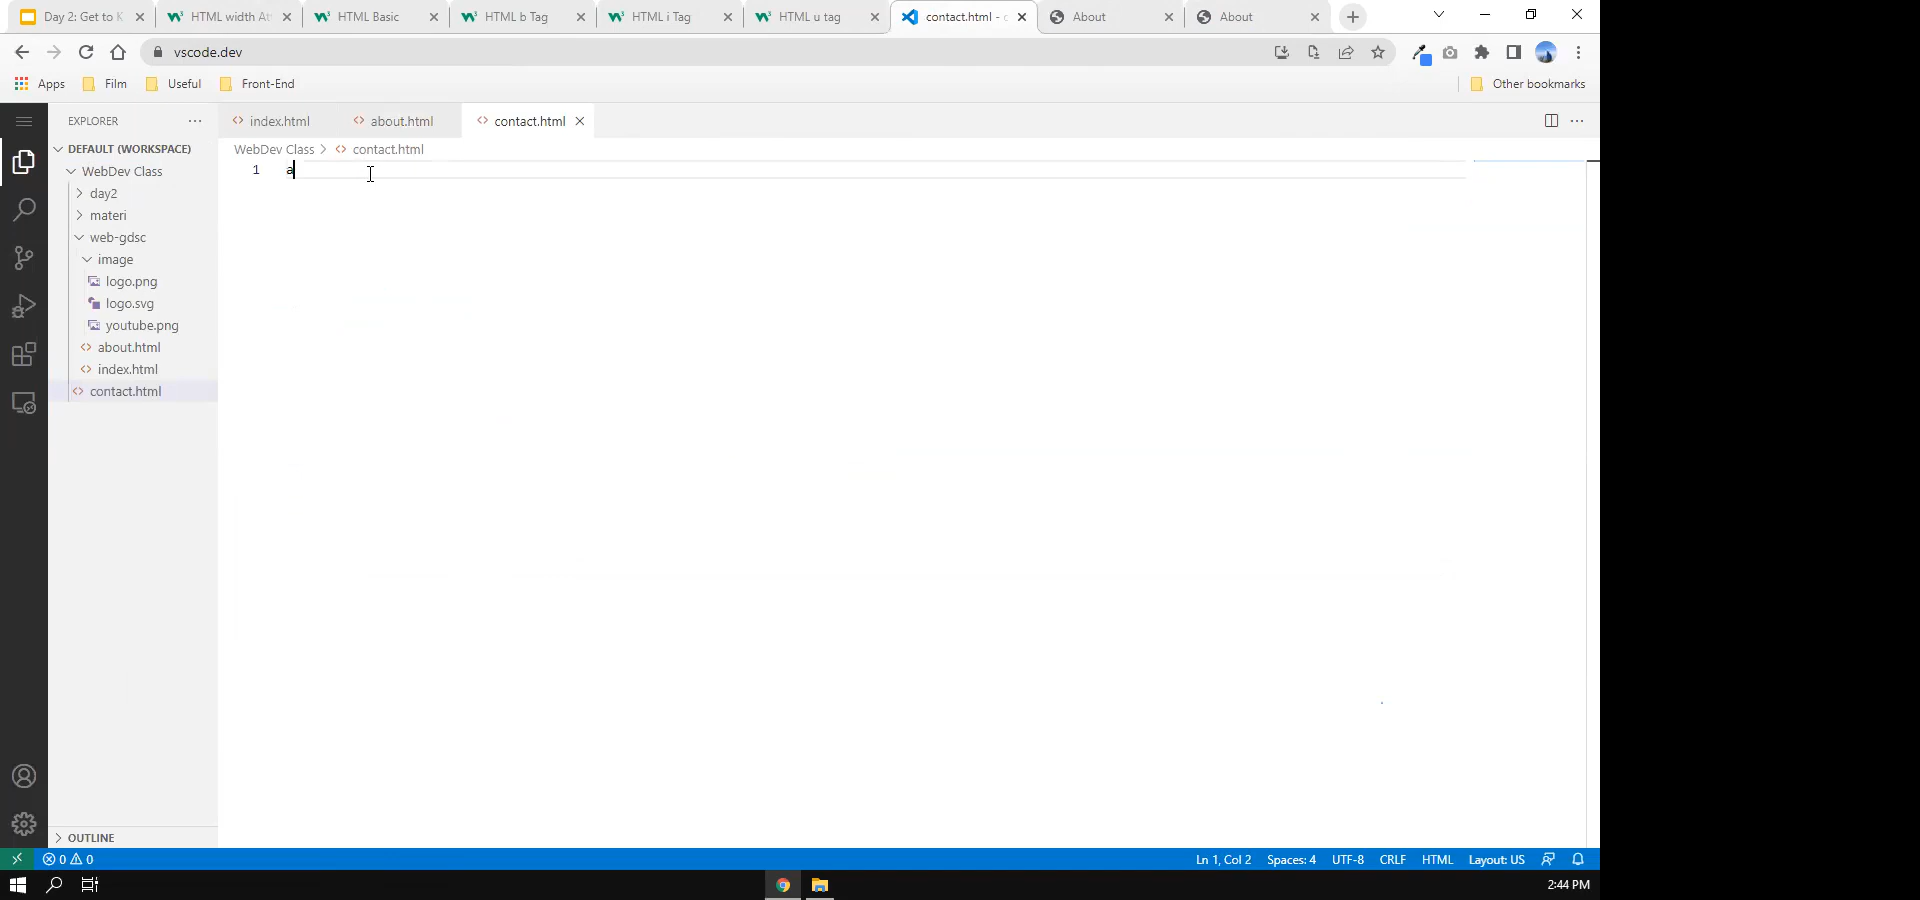 Day 2: Get to K
HTML width At
HTML Basic
HTML b Tag
HTML i Tag
HTML u tag
contact.html - c
About
About
vscode.dev
Apps
Film
Useful
Front-End
Other bookmarks
EXPLORER
index.html
about.html
contact.html
DEFAULT (WORKSPACE)
WebDev Class > contact.html
WebDev Class
1 a
day2
materi
web-gdsc
image
logo.png
logo.svg
youtube.png
about.html
index.html
contact.html
OUTLINE
0 0
Ln 1, Col 2
Spaces: 4
UTF-8
CRLF
HTML
Layout: US
2:44 PM